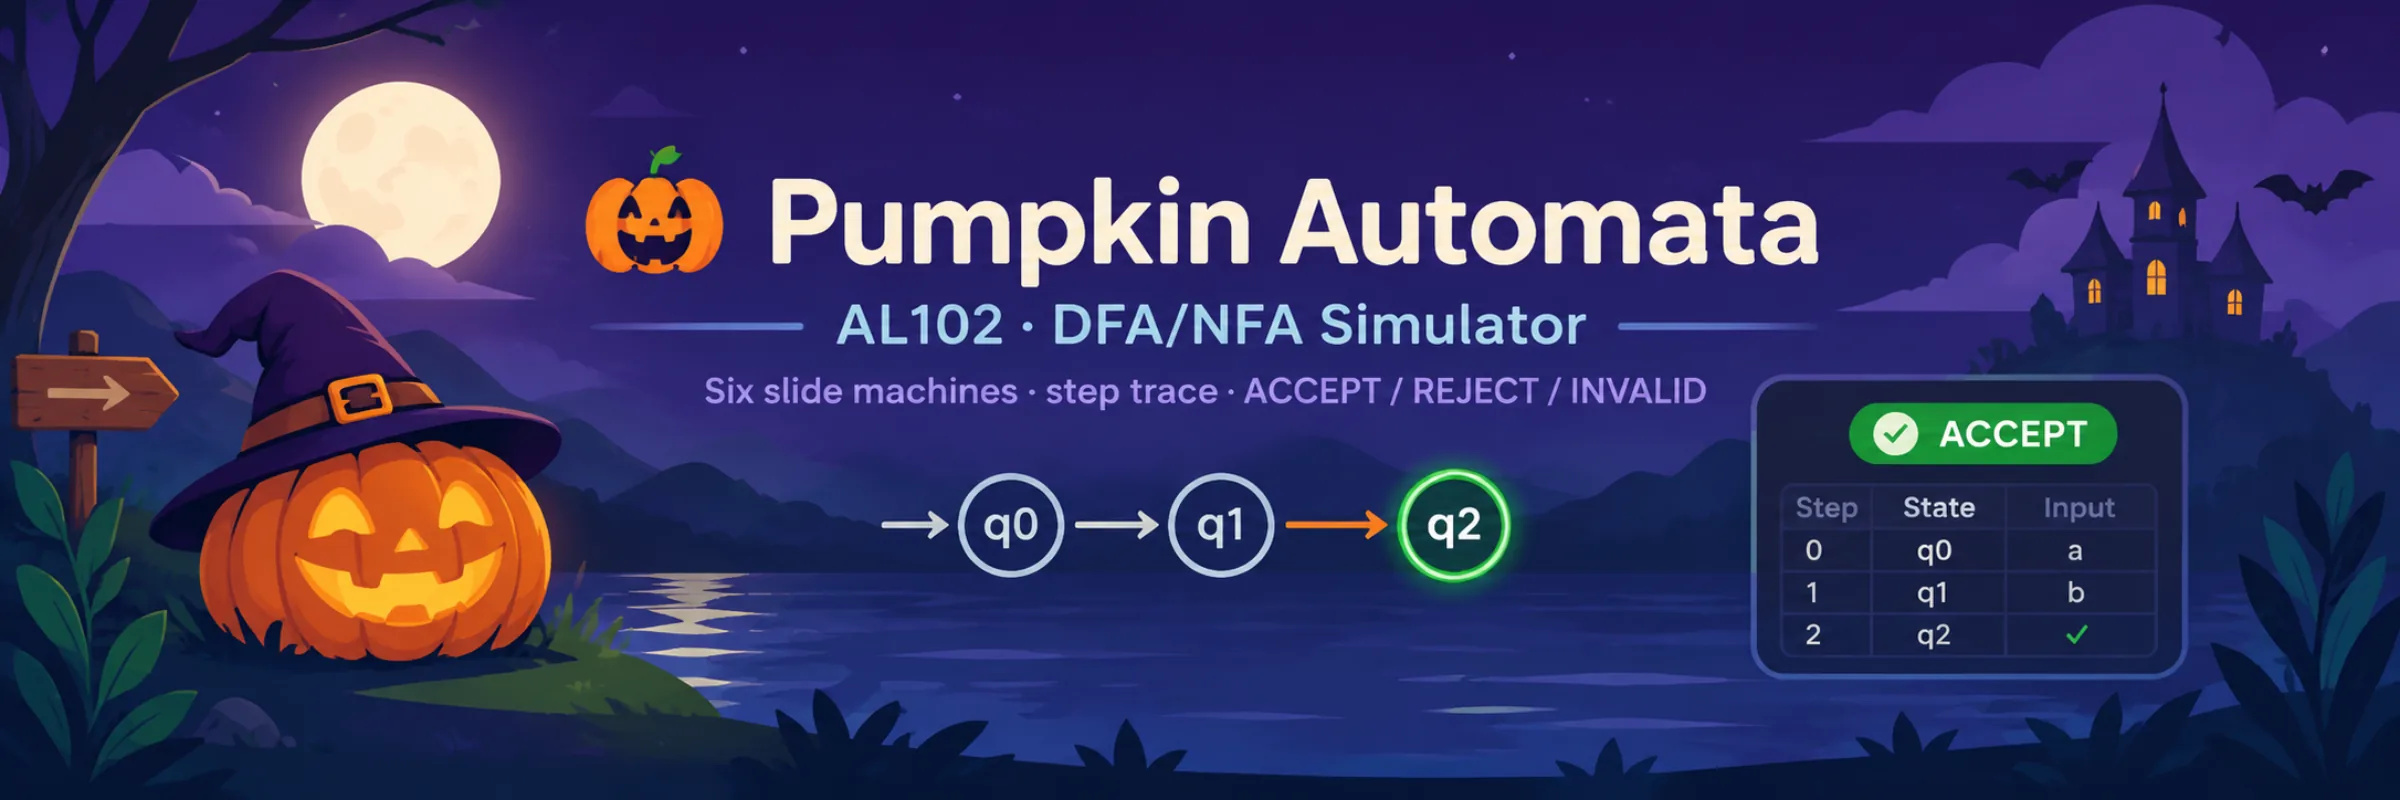 Pumpkin Automata
AL102 · DFA/NFA Simulator
Six slide machines · step trace · ACCEPT / REJECT / INVALID
q0 q1 q2
ACCEPT
Step State Input
0 q0 a
1 q1 b
2 q2 ✓